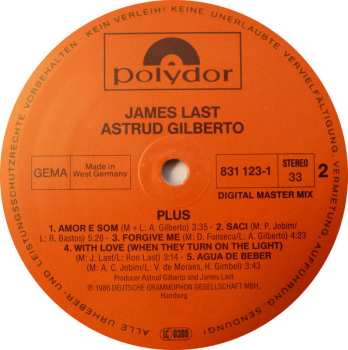 polydor
JAMES LAST
ASTRUD GILBERTO
GEMA
Made in
West Germany
831 123-1
STEREO
33
2
DIGITAL MASTER MIX
PLUS
1. AMOR E SOM (M + L: A. Gilberto) 3:35 - 2. SACI (M: P. Jobim/
L: R. Bastos) 5:26 - 3. FORGIVE ME (M: D. Fonseca/L: A. Gilberto) 4:23
4. WITH LOVE (WHEN THEY TURN ON THE LIGHT)
(M: J. Last/L: Ron Last) 5:14 - 5. AGUA DE BEBER
(M: A. C. Jobim/L: V. de Moraes, N. Gimbel) 3:43
Producer Astrud Gilberto and James Last
℗ 1986 DEUTSCHE GRAMMOPHON GESELLSCHAFT MBH,
Hamburg
LC 0309
ALLE URHEBER- UND LEISTUNGSSCHUTZRECHTE VORBEHALTEN · KEIN VERLEIH! KEINE UNERLAUBTE VERVIELFÄLTIGUNG, VERMIETUNG, AUFFÜHRUNG, SENDUNG!